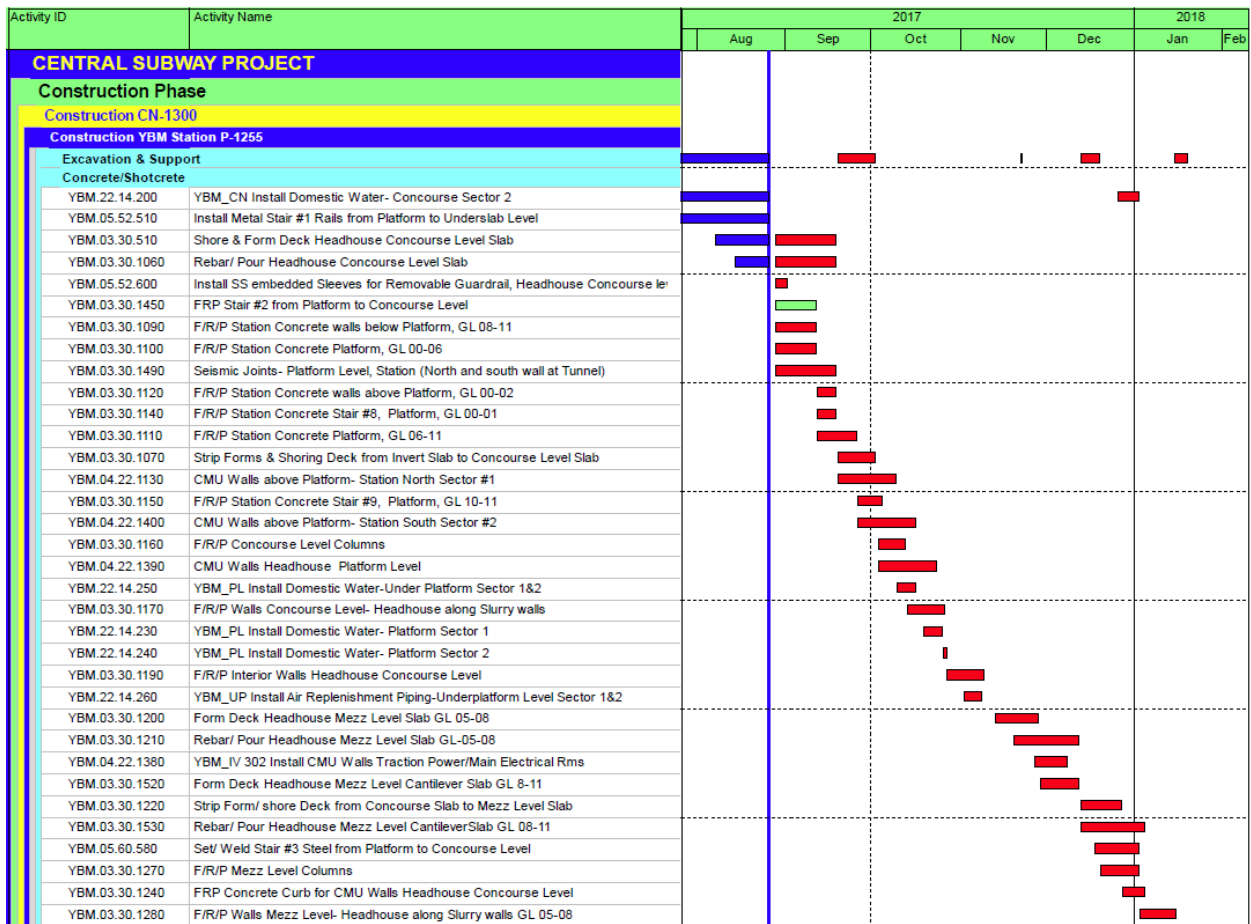 Activity ID Activity Name 2017 2018
Aug Sep Oct Nov Dec Jan Feb
CENTRAL SUBWAY PROJECT
Construction Phase
Construction CN-1300
Construction YBM Station P-1255
Excavation & Support
Concrete/Shotcrete
YBM.22.14.200 YBM_CN Install Domestic Water- Concourse Sector 2
YBM.05.52.510 Install Metal Stair #1 Rails from Platform to Underslab Level
YBM.03.30.510 Shore & Form Deck Headhouse Concourse Level Slab
YBM.03.30.1060 Rebar/ Pour Headhouse Concourse Level Slab
YBM.05.52.600 Install SS embedded Sleeves for Removable Guardrail, Headhouse Concourse le
YBM.03.30.1450 FRP Stair #2 from Platform to Concourse Level
YBM.03.30.1090 F/R/P Station Concrete walls below Platform, GL 08-11
YBM.03.30.1100 F/R/P Station Concrete Platform, GL 00-06
YBM.03.30.1490 Seismic Joints- Platform Level, Station (North and south wall at Tunnel)
YBM.03.30.1120 F/R/P Station Concrete walls above Platform, GL 00-02
YBM.03.30.1140 F/R/P Station Concrete Stair #8, Platform, GL 00-01
YBM.03.30.1110 F/R/P Station Concrete Platform, GL 06-11
YBM.03.30.1070 Strip Forms & Shoring Deck from Invert Slab to Concourse Level Slab
YBM.04.22.1130 CMU Walls above Platform- Station North Sector #1
YBM.03.30.1150 F/R/P Station Concrete Stair #9, Platform, GL 10-11
YBM.04.22.1400 CMU Walls above Platform- Station South Sector #2
YBM.03.30.1160 F/R/P Concourse Level Columns
YBM.04.22.1390 CMU Walls Headhouse Platform Level
YBM.22.14.250 YBM_PL Install Domestic Water-Under Platform Sector 1&2
YBM.03.30.1170 F/R/P Walls Concourse Level- Headhouse along Slurry walls
YBM.22.14.230 YBM_PL Install Domestic Water- Platform Sector 1
YBM.22.14.240 YBM_PL Install Domestic Water- Platform Sector 2
YBM.03.30.1190 F/R/P Interior Walls Headhouse Concourse Level
YBM.22.14.260 YBM_UP Install Air Replenishment Piping-Underplatform Level Sector 1&2
YBM.03.30.1200 Form Deck Headhouse Mezz Level Slab GL 05-08
YBM.03.30.1210 Rebar/ Pour Headhouse Mezz Level Slab GL-05-08
YBM.04.22.1380 YBM_IV 302 Install CMU Walls Traction Power/Main Electrical Rms
YBM.03.30.1520 Form Deck Headhouse Mezz Level Cantilever Slab GL 8-11
YBM.03.30.1220 Strip Form/ shore Deck from Concourse Slab to Mezz Level Slab
YBM.03.30.1530 Rebar/ Pour Headhouse Mezz Level CantileverSlab GL 08-11
YBM.05.60.580 Set/ Weld Stair #3 Steel from Platform to Concourse Level
YBM.03.30.1270 F/R/P Mezz Level Columns
YBM.03.30.1240 FRP Concrete Curb for CMU Walls Headhouse Concourse Level
YBM.03.30.1280 F/R/P Walls Mezz Level- Headhouse along Slurry walls GL 05-08